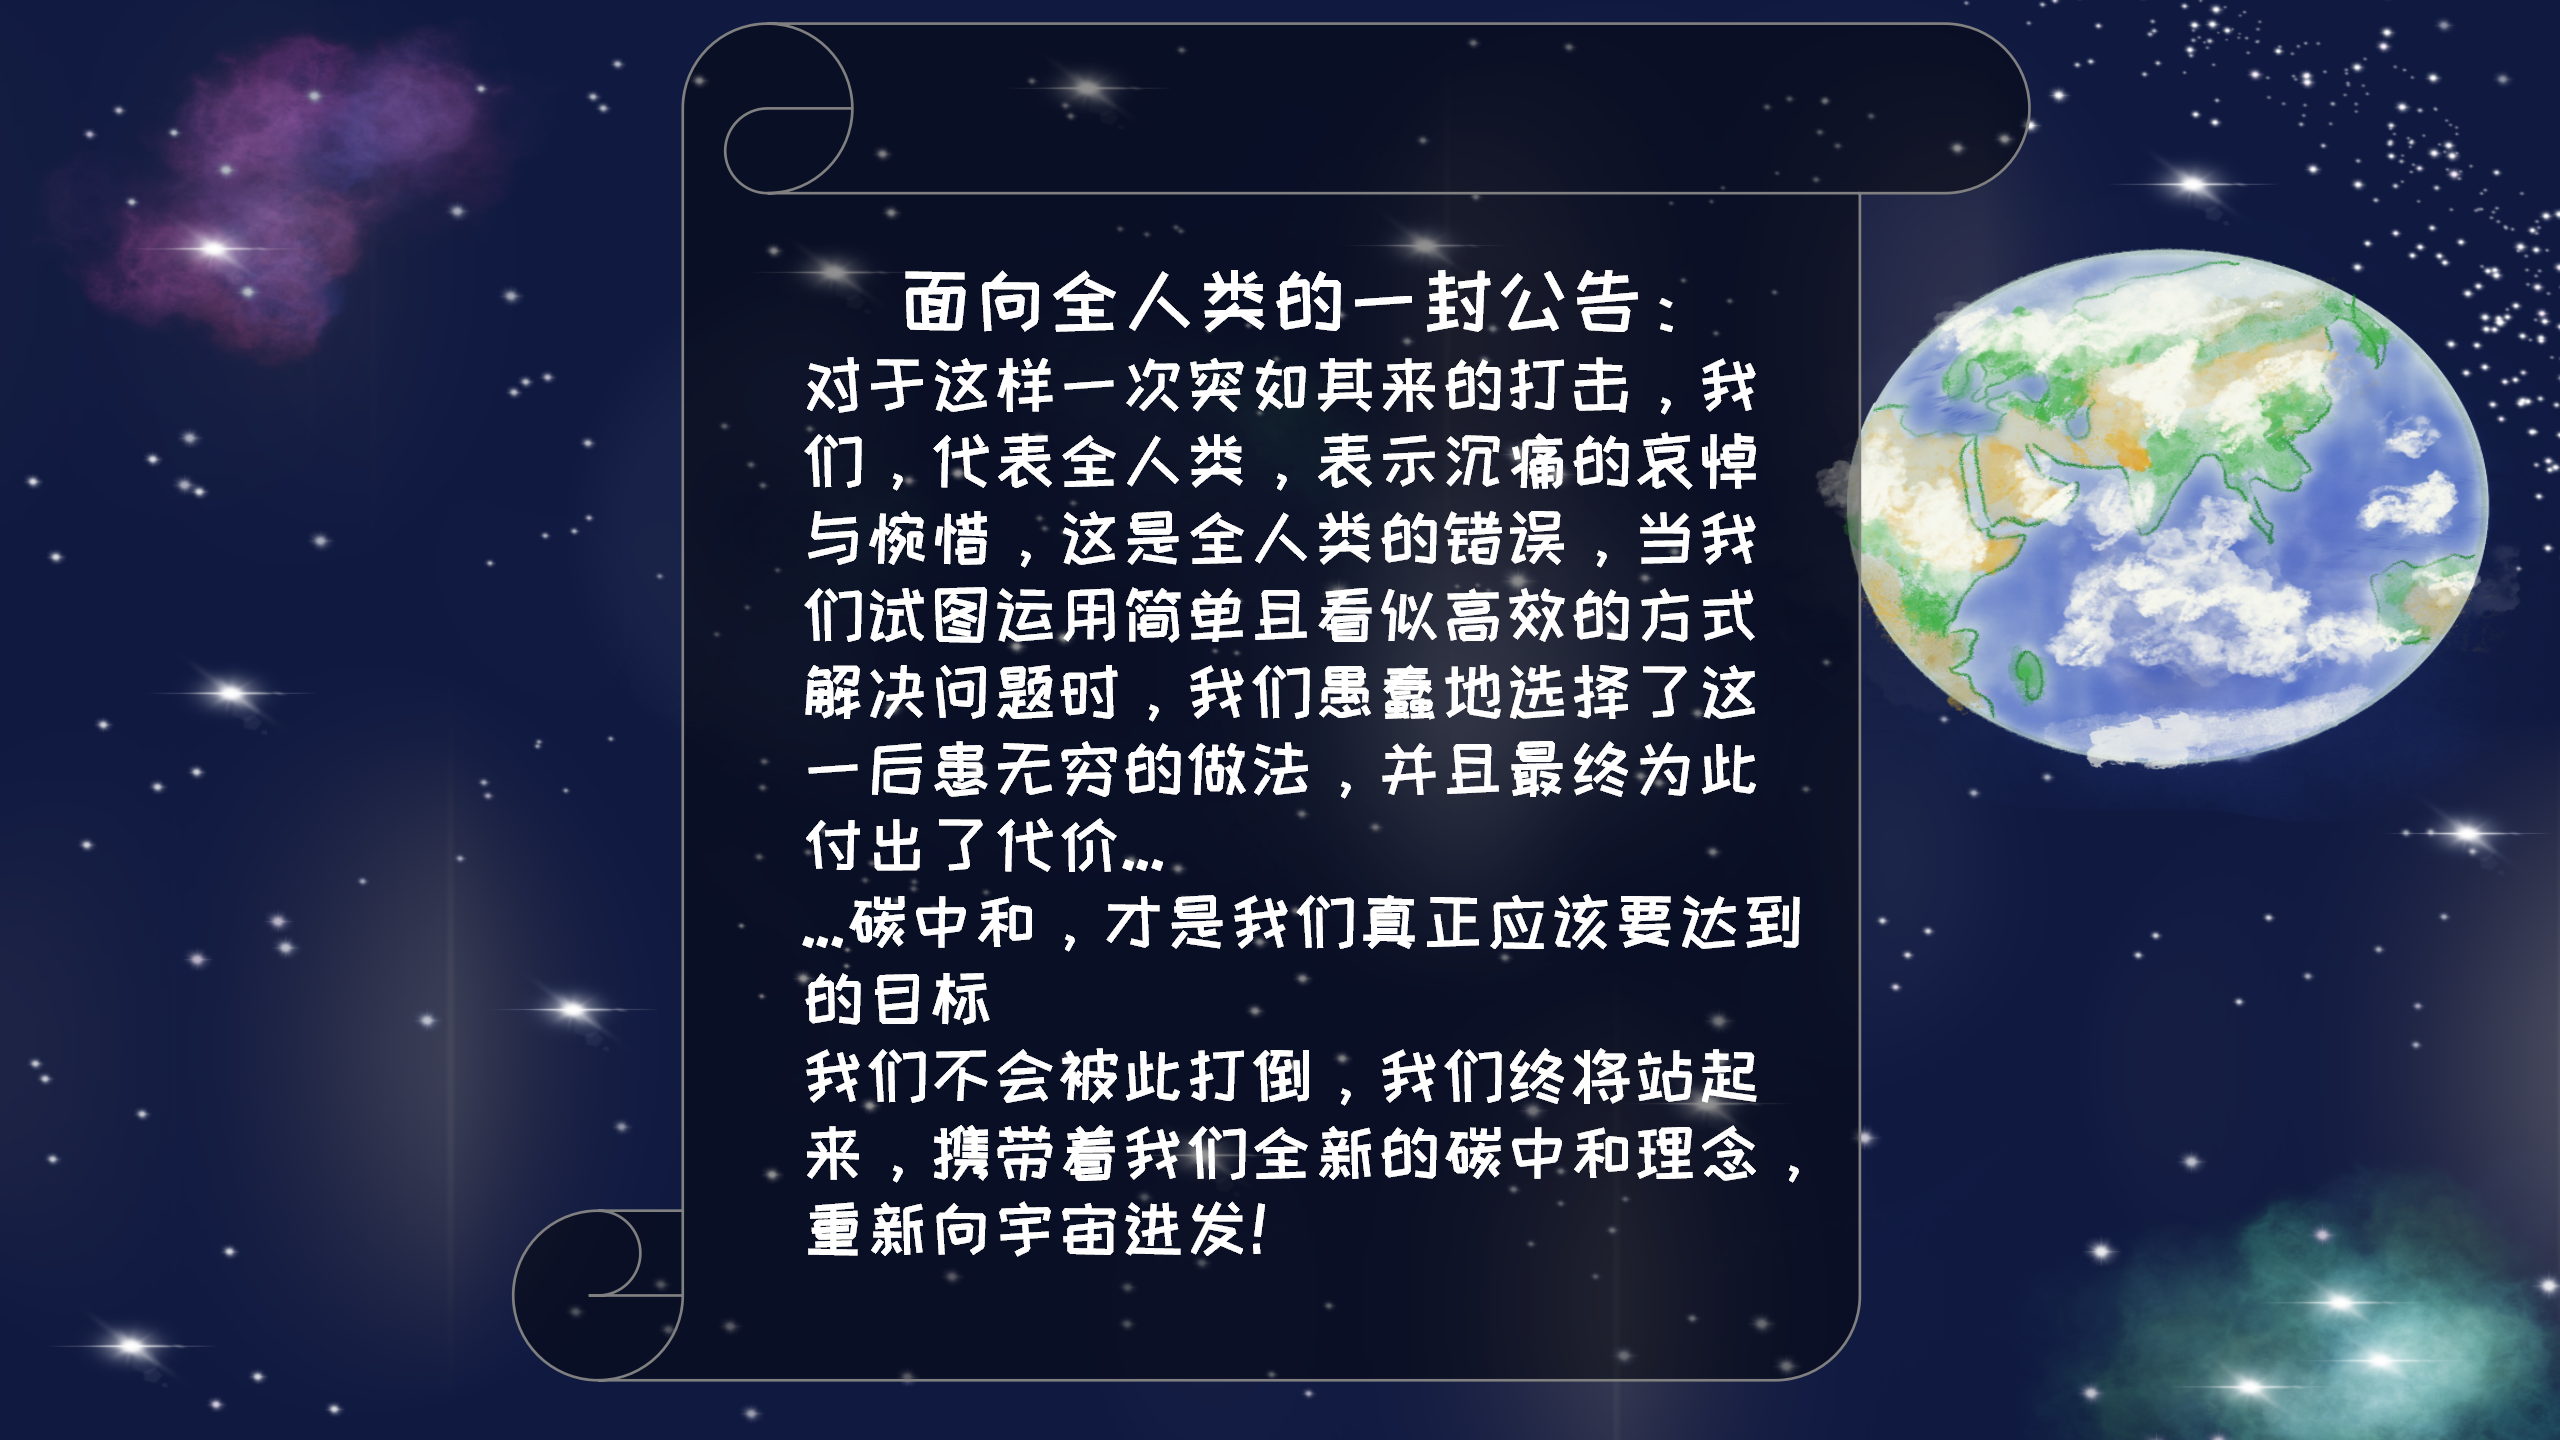 面向全人类的一封公告：
对于这样一次突如其来的打击，我
们，代表全人类，表示沉痛的哀悼
与惋惜，这是全人类的错误，当我
们试图运用简单且看似高效的方式
解决问题时，我们愚蠢地选择了这
一后患无穷的做法，并且最终为此
付出了代价...
...碳中和，才是我们真正应该要达到
的目标
我们不会被此打倒，我们终将站起
来，携带着我们全新的碳中和理念，
重新向宇宙进发！